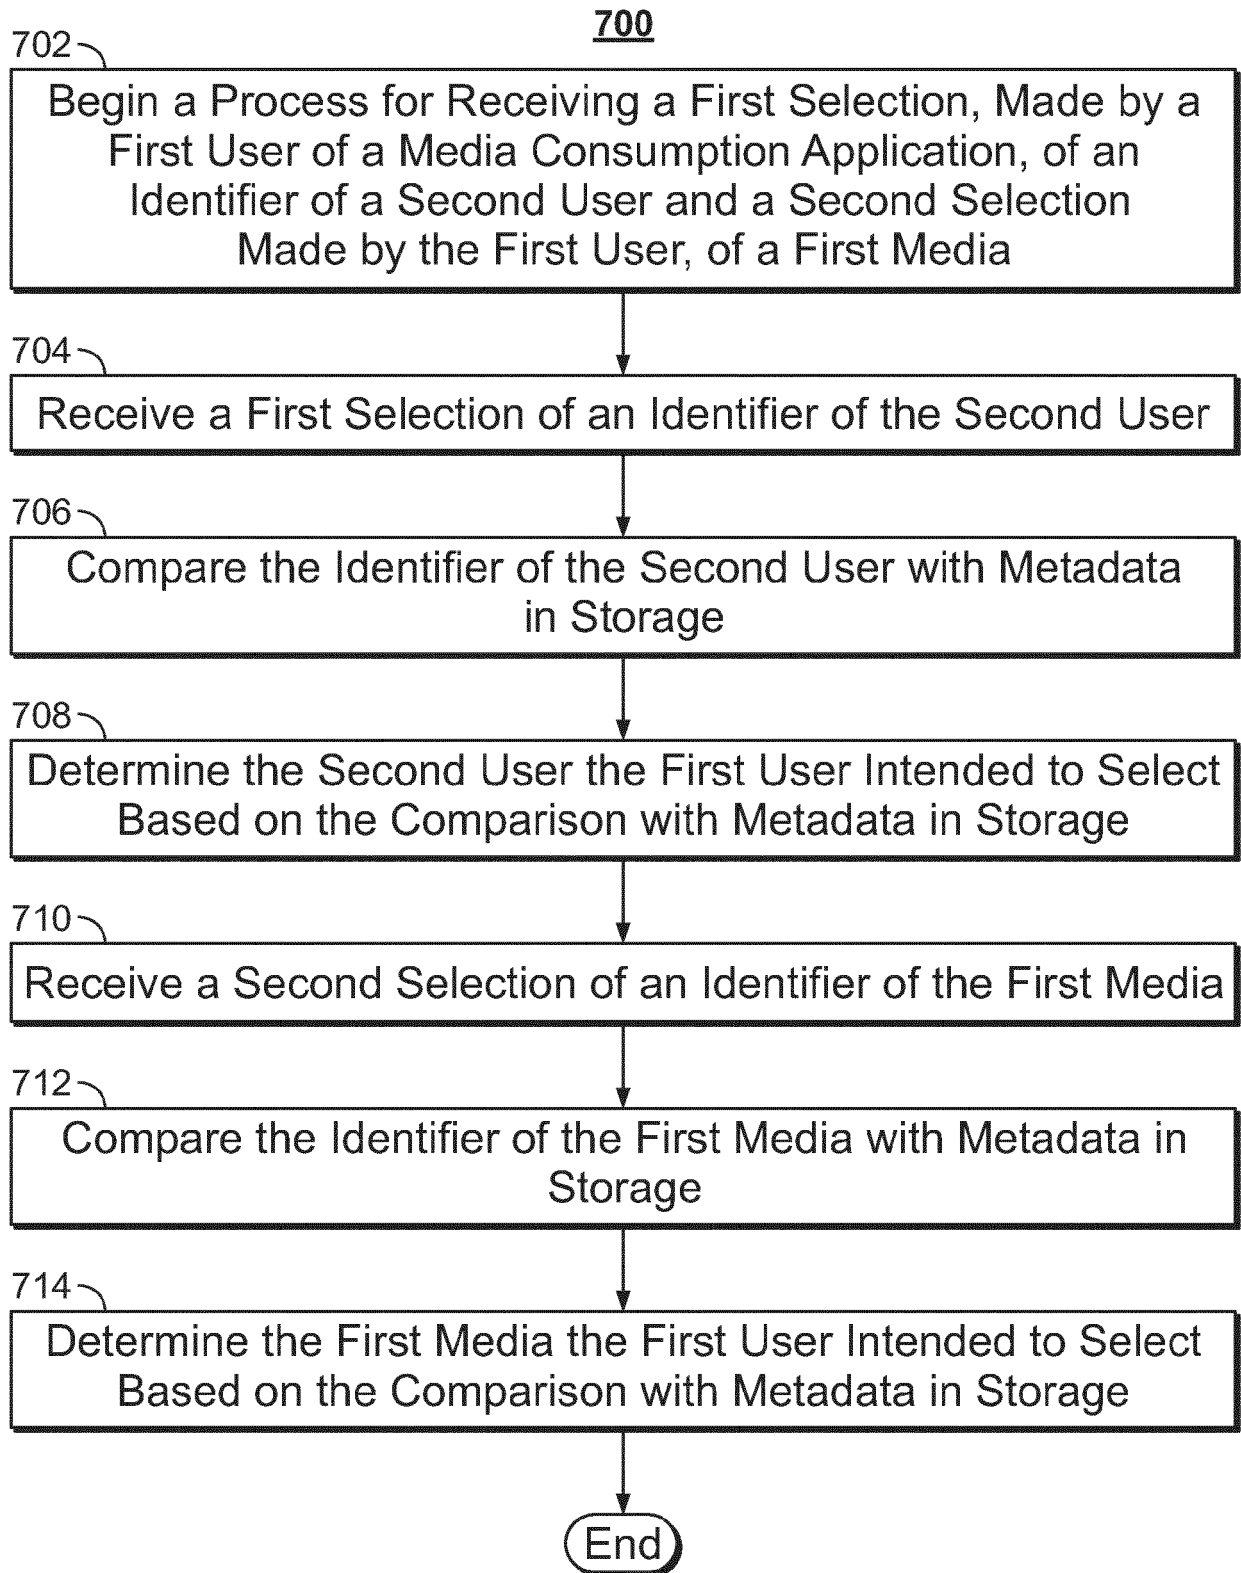 700
702
Begin a Process for Receiving a First Selection, Made by a
First User of a Media Consumption Application, of an
Identifier of a Second User and a Second Selection
Made by the First User, of a First Media
704
Receive a First Selection of an Identifier of the Second User
706
Compare the Identifier of the Second User with Metadata
in Storage
708
Determine the Second User the First User Intended to Select
Based on the Comparison with Metadata in Storage
710
Receive a Second Selection of an Identifier of the First Media
712
Compare the Identifier of the First Media with Metadata in
Storage
714
Determine the First Media the First User Intended to Select
Based on the Comparison with Metadata in Storage
End